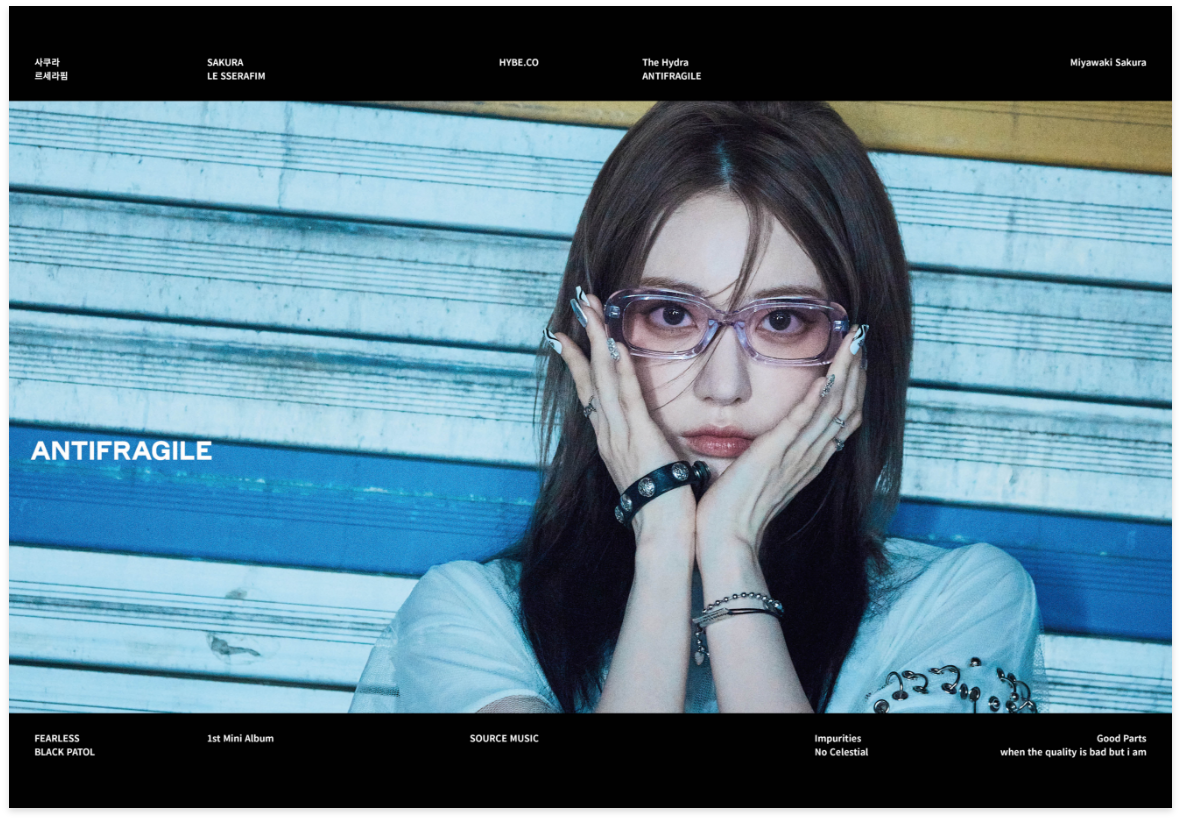 사쿠라
르세라핌
SAKURA
LE SSERAFIM
HYBE.CO
The Hydra
ANTIFRAGILE
Miyawaki Sakura
ANTIFRAGILE
FEARLESS
BLACK PATOL
1st Mini Album
SOURCE MUSIC
Impurities
No Celestial
Good Parts
when the quality is bad but i am